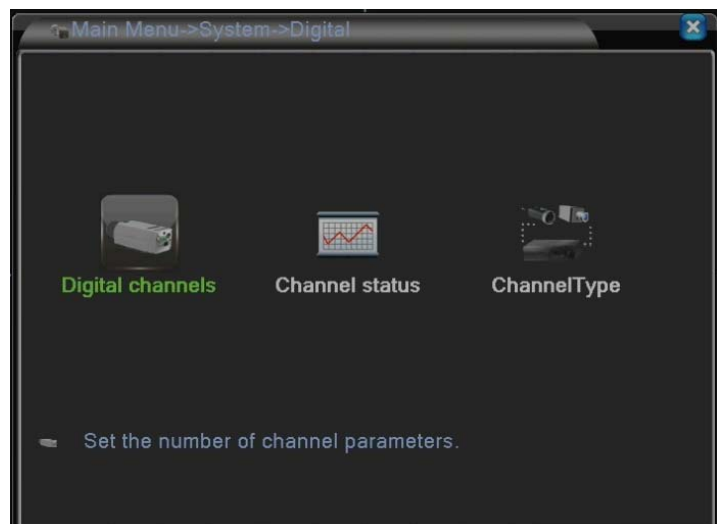 Main Menu->System->Digital
Digital channels
Channel status
ChannelType
Set the number of channel parameters.